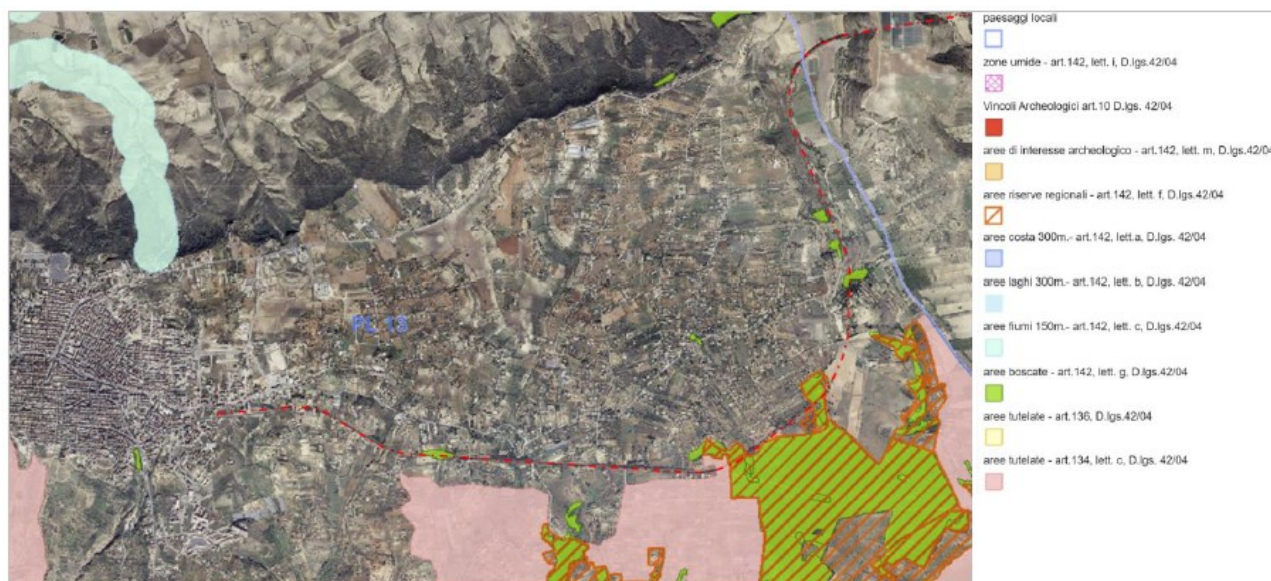 PL 13
paesaggi locali
zone umide - art.142, lett. i, D.lgs.42/04
Vincoli Archeologici art.10 D.lgs. 42/04
aree di interesse archeologico - art.142, lett. m, D.lgs.42/04
aree riserve regionali - art.142, lett. f, D.lgs.42/04
aree costa 300m.- art.142, lett.a, D.lgs. 42/04
aree laghi 300m.- art.142, lett. b, D.lgs. 42/04
aree fiumi 150m.- art.142, lett. c, D.lgs.42/04
aree boscate - art.142, lett. g, D.lgs.42/04
aree tutelate - art.136, D.lgs.42/04
aree tutelate - art.134, lett. c, D.lgs. 42/04